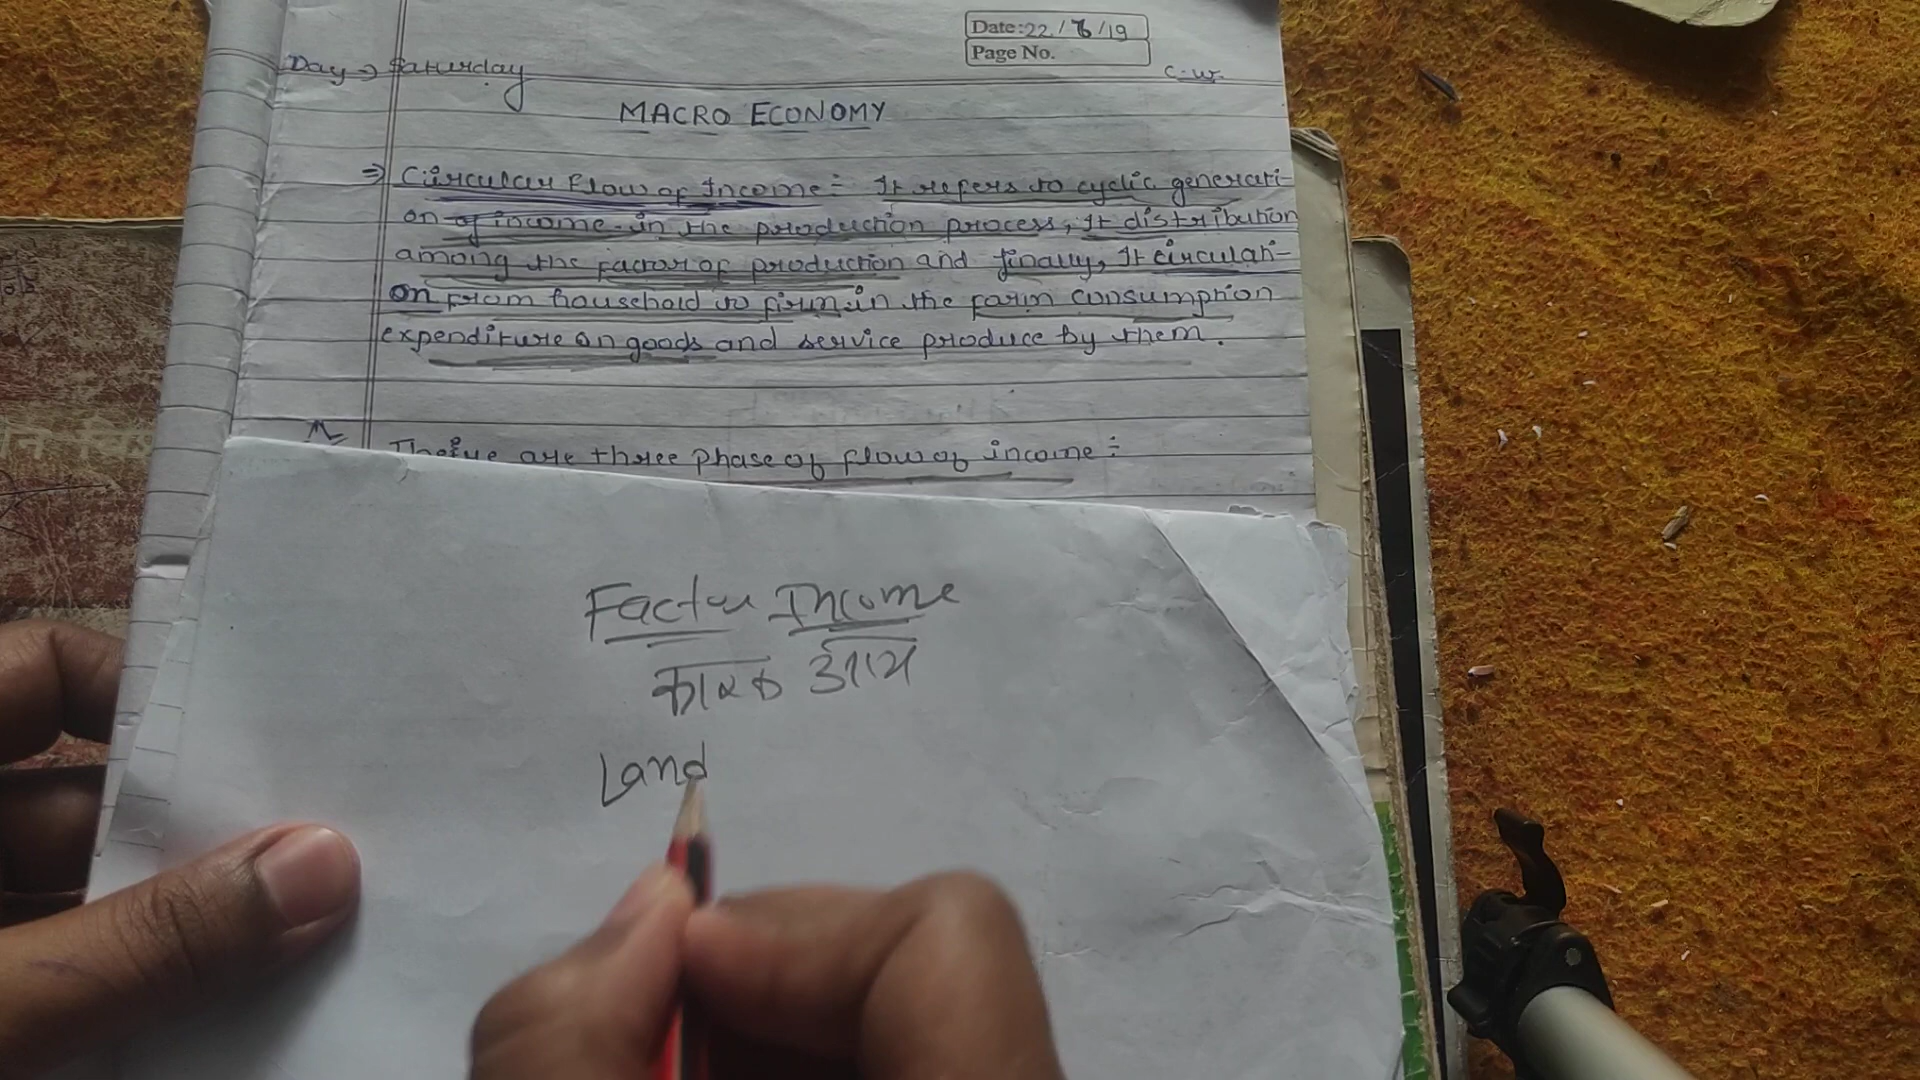 Date: 22/6/19
Page No.
Day → Saturday
C.W.
MACRO ECONOMY
⇒ Circular Flow of Income:- It refers to cyclic generati-
on of income in the production process, It distribution
among the factor of production and finally, It circulati-
on from household to firm in the form consumption
expenditure on goods and service produce by them.
There are three phase of flow of income:-
Factor Income
कारक आय
Land